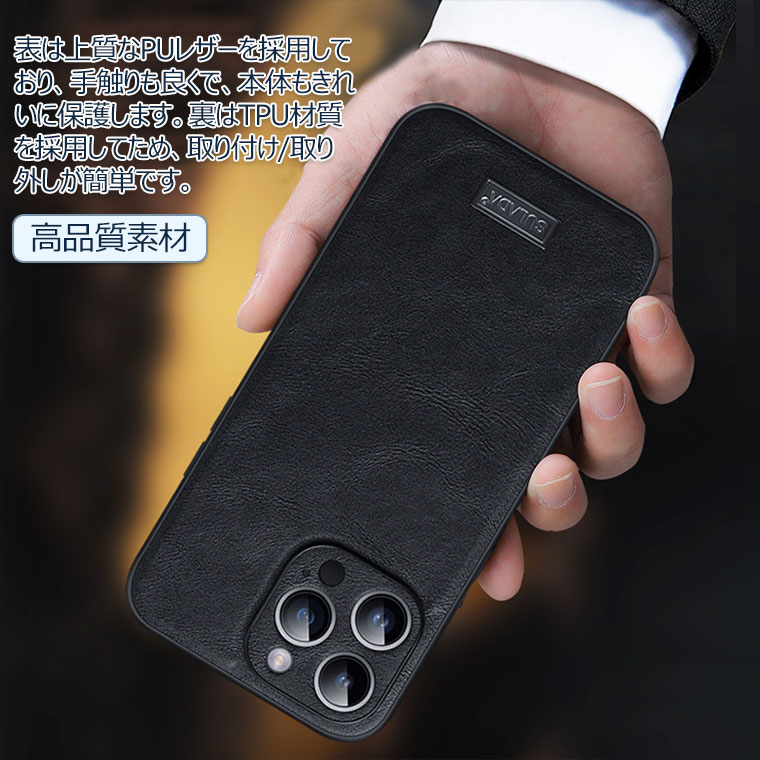 表は上質なPUレザーを採用して
おり、手触りも良くで、本体もきれ
いに保護します。裏はTPU材質
を採用してため、取り付け/取り
外しが簡単です。
高品質素材
SULADA